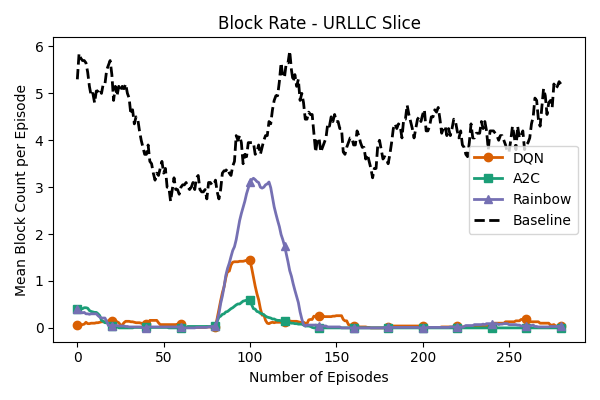 Block Rate - URLLC Slice
Mean Block Count per Episode
6
5
4
3
2
1
0
DQN
A2C
Rainbow
Baseline
0 50 100 150 200 250
Number of Episodes